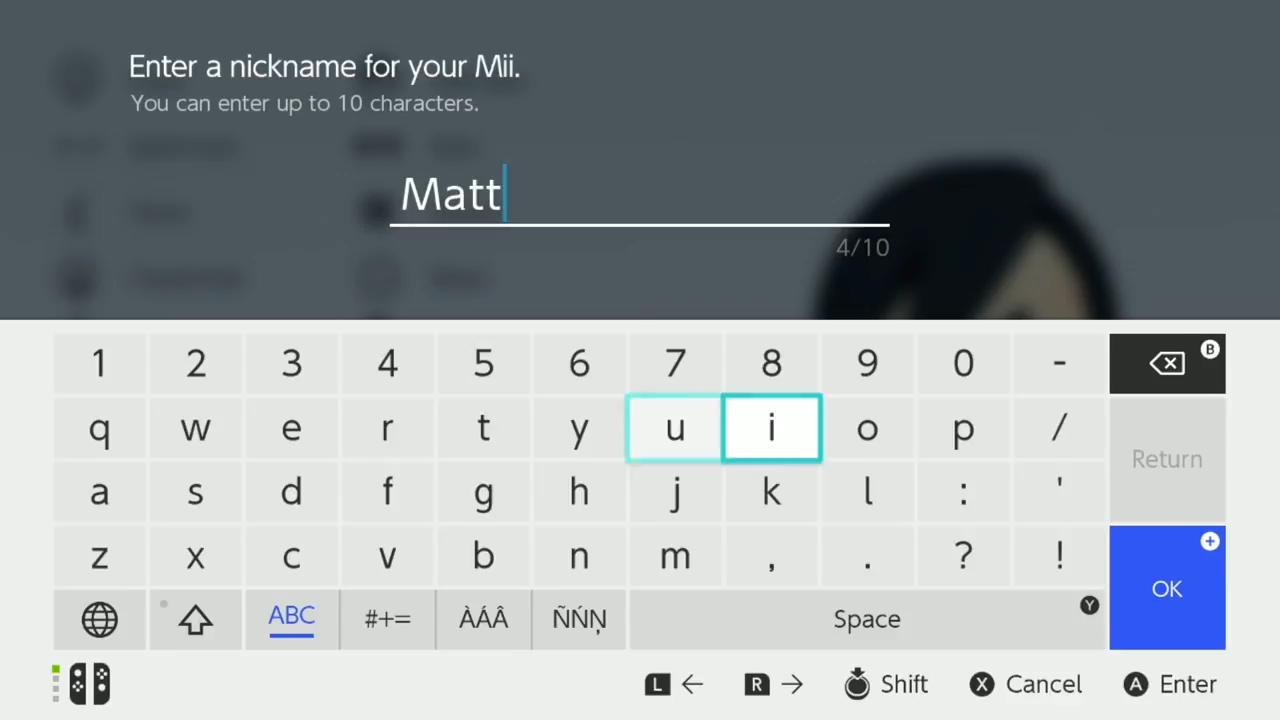 Enter a nickname for your Mii.
You can enter up to 10 characters.
Matt
4/10
1 2 3 4 5 6 7 8 9 0 - B
q w e r t y u i o p / Return
a s d f g h j k l : '
z x c v b n m , . ? ! + OK
ABC #+= ÀÁÂ ÑŃŅ Space Y
L ← R → Shift X Cancel A Enter